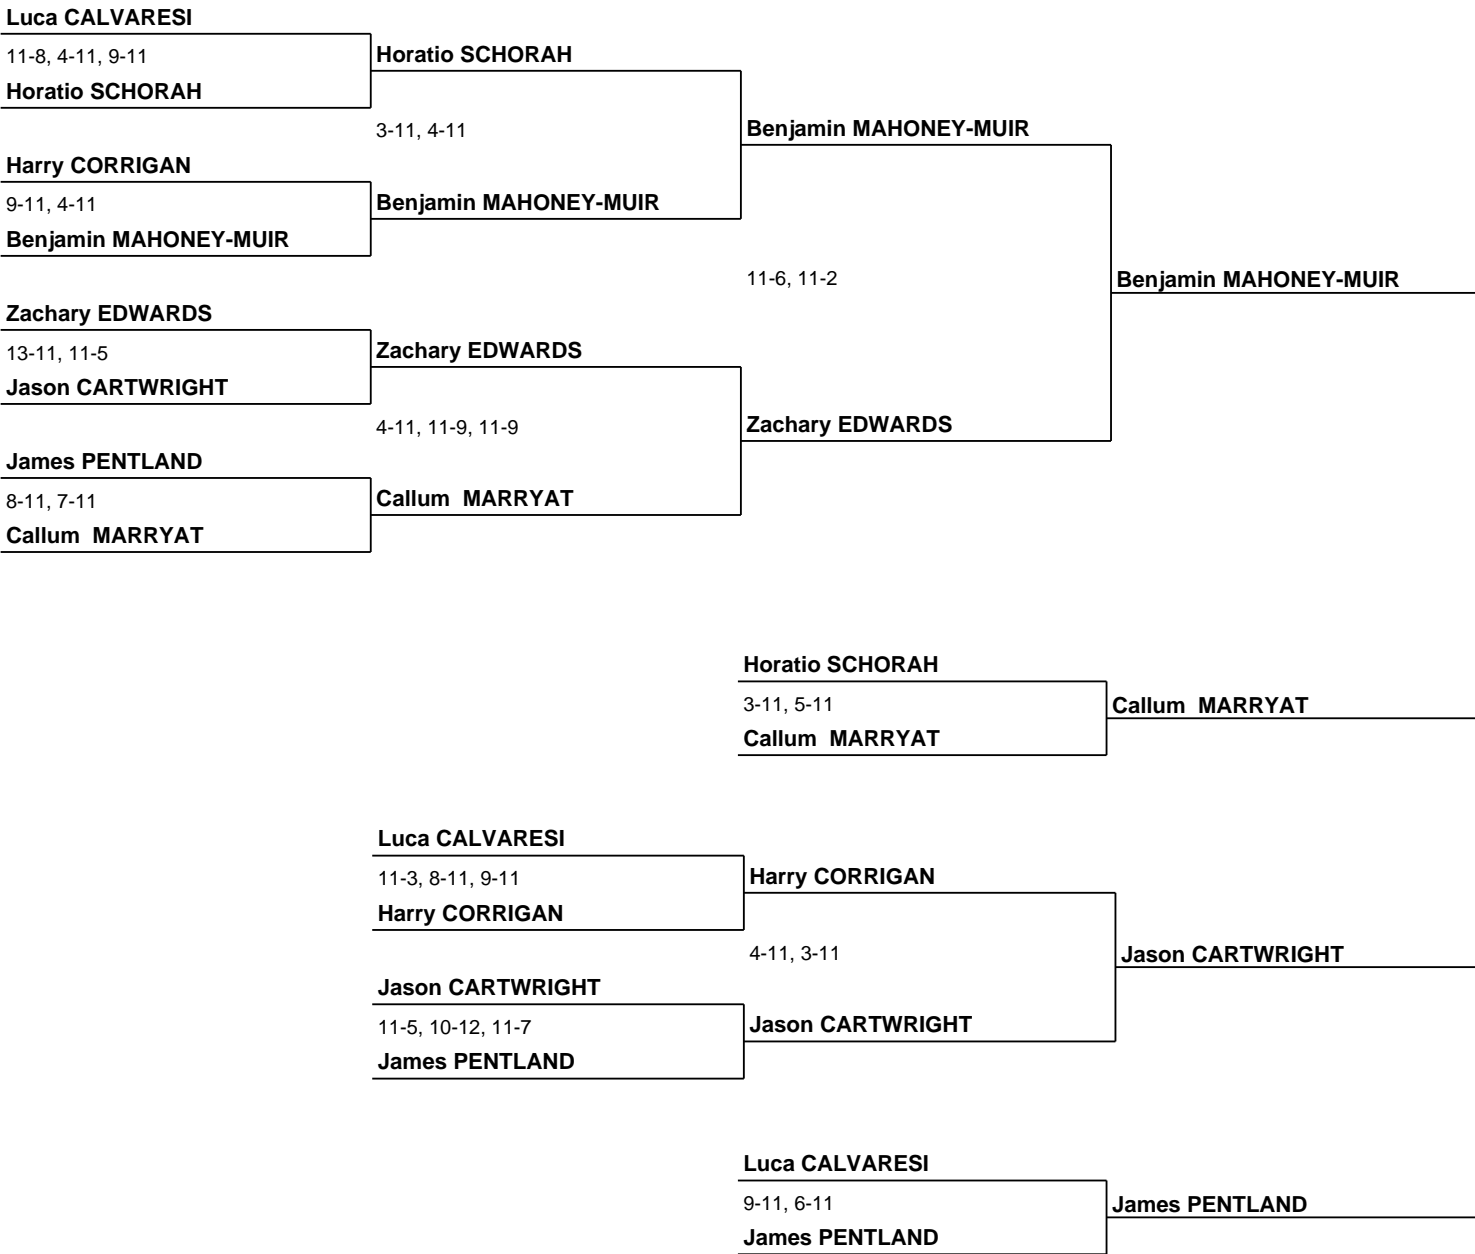 Luca CALVARESI
11-8, 4-11, 9-11
Horatio SCHORAH
Horatio SCHORAH
3-11, 4-11
Benjamin MAHONEY-MUIR
Harry CORRIGAN
9-11, 4-11
Benjamin MAHONEY-MUIR
Benjamin MAHONEY-MUIR
11-6, 11-2
Benjamin MAHONEY-MUIR
Zachary EDWARDS
13-11, 11-5
Zachary EDWARDS
Jason CARTWRIGHT
4-11, 11-9, 11-9
Zachary EDWARDS
James PENTLAND
8-11, 7-11
Callum  MARRYAT
Callum  MARRYAT
Horatio SCHORAH
3-11, 5-11
Callum  MARRYAT
Callum  MARRYAT
Luca CALVARESI
11-3, 8-11, 9-11
Harry CORRIGAN
Harry CORRIGAN
4-11, 3-11
Jason CARTWRIGHT
Jason CARTWRIGHT
11-5, 10-12, 11-7
Jason CARTWRIGHT
James PENTLAND
Luca CALVARESI
9-11, 6-11
James PENTLAND
James PENTLAND